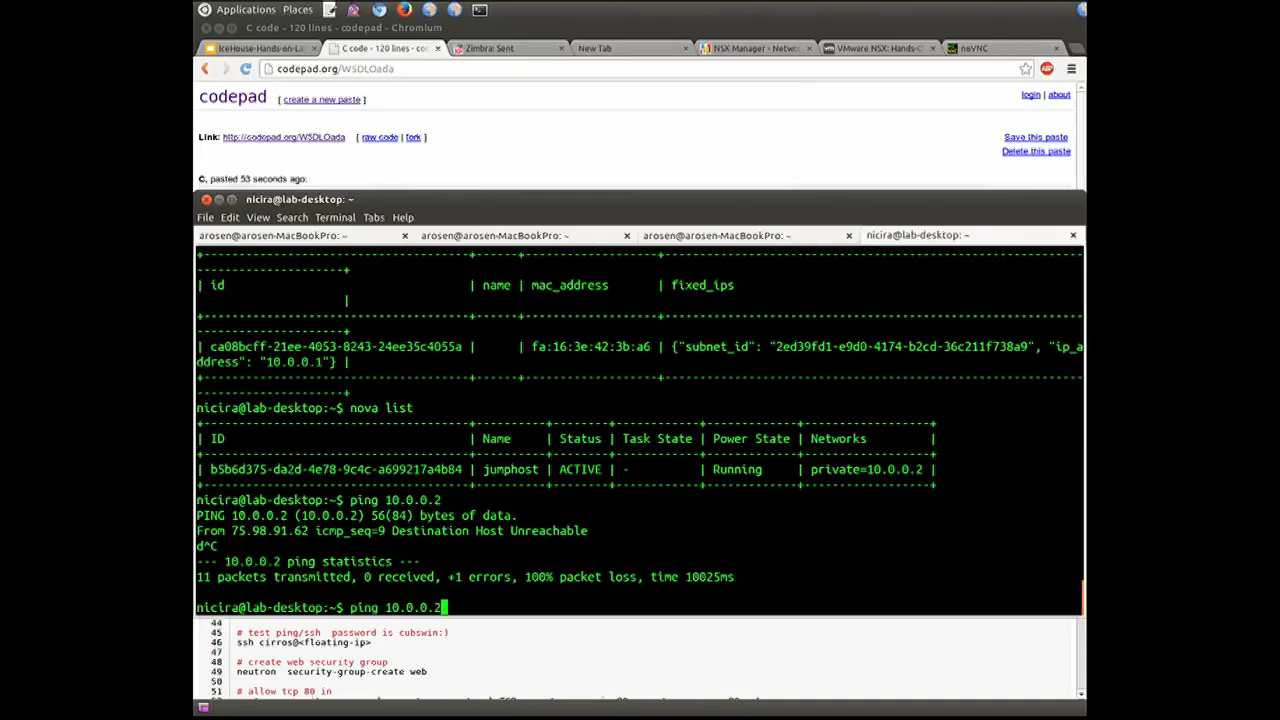 Applications Places
C code - 120 lines - codepad - Chromium
IceHouse-Hands-on-Lal C code - 120 lines - co Zimbra: Sent New Tab NSX Manager - Netwo VMware NSX: Hands-O noVNC
codepad.org/W5DLOada
codepad [ create a new paste ] login | about
Link: http://codepad.org/W5DLOada [ raw code | fork ] Save this paste
Delete this paste
C, pasted 53 seconds ago:
nicira@lab-desktop: ~
File Edit View Search Terminal Tabs Help
arosen@arosen-MacBookPro: ~ arosen@arosen-MacBookPro: ~ arosen@arosen-MacBookPro: ~ nicira@lab-desktop: ~
| id | name | mac_address | fixed_ips
|
| ca08bcff-21ee-4053-8243-24ee35c4055a | | fa:16:3e:42:3b:a6 | {"subnet_id": "2ed39fd1-e9d0-4174-b2cd-36c211f738a9", "ip_a
ddress": "10.0.0.1"} |
nicira@lab-desktop:~$ nova list
| ID | Name | Status | Task State | Power State | Networks |
| b5b6d375-da2d-4e78-9c4c-a699217a4b84 | jumphost | ACTIVE | - | Running | private=10.0.0.2 |
nicira@lab-desktop:~$ ping 10.0.0.2
PING 10.0.0.2 (10.0.0.2) 56(84) bytes of data.
From 75.98.91.62 icmp_seq=9 Destination Host Unreachable
d^C
--- 10.0.0.2 ping statistics ---
11 packets transmitted, 0 received, +1 errors, 100% packet loss, time 10025ms
nicira@lab-desktop:~$ ping 10.0.0.2
44
45 # test ping/ssh password is cubswin:)
46 ssh cirros@<floating-ip>
47
48 # create web security group
49 neutron security-group-create web
50
51 # allow tcp 80 in